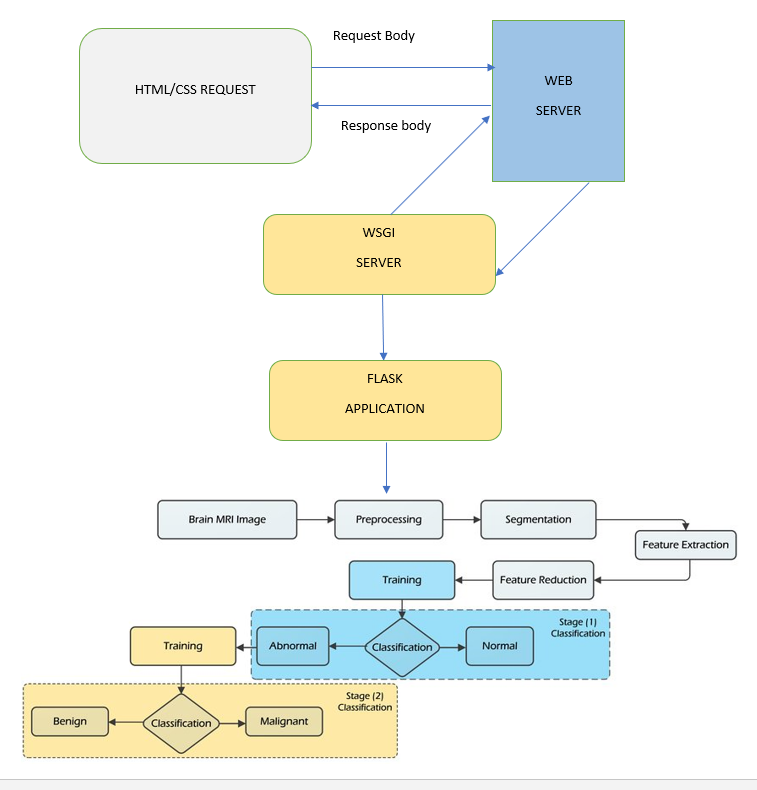 Request Body
HTML/CSS REQUEST
WEB
SERVER
Response body
WSGI
SERVER
FLASK
APPLICATION
Brain MRI Image
Preprocessing
Segmentation
Feature Extraction
Training
Feature Reduction
Stage (1)
Classification
Training
Abnormal
Classification
Normal
Stage (2)
Classification
Benign
Classification
Malignant